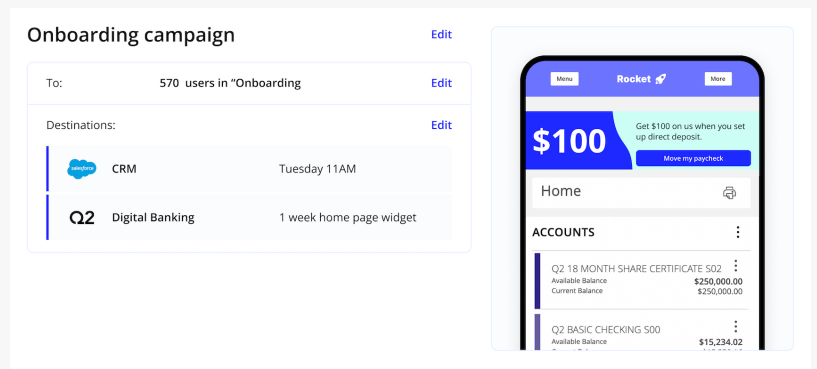 Onboarding campaign
Edit
To:
570 users in “Onboarding
Edit
Destinations:
Edit
salesforce
CRM
Tuesday 11AM
Q2
Digital Banking
1 week home page widget
Menu
Rocket
More
$100
Get $100 on us when you set
up direct deposit.
Move my paycheck
Home
ACCOUNTS
Q2 18 MONTH SHARE CERTIFICATE S02
Available Balance
$250,000.00
Current Balance
$250,000.00
Q2 BASIC CHECKING S00
Available Balance
$15,234.02